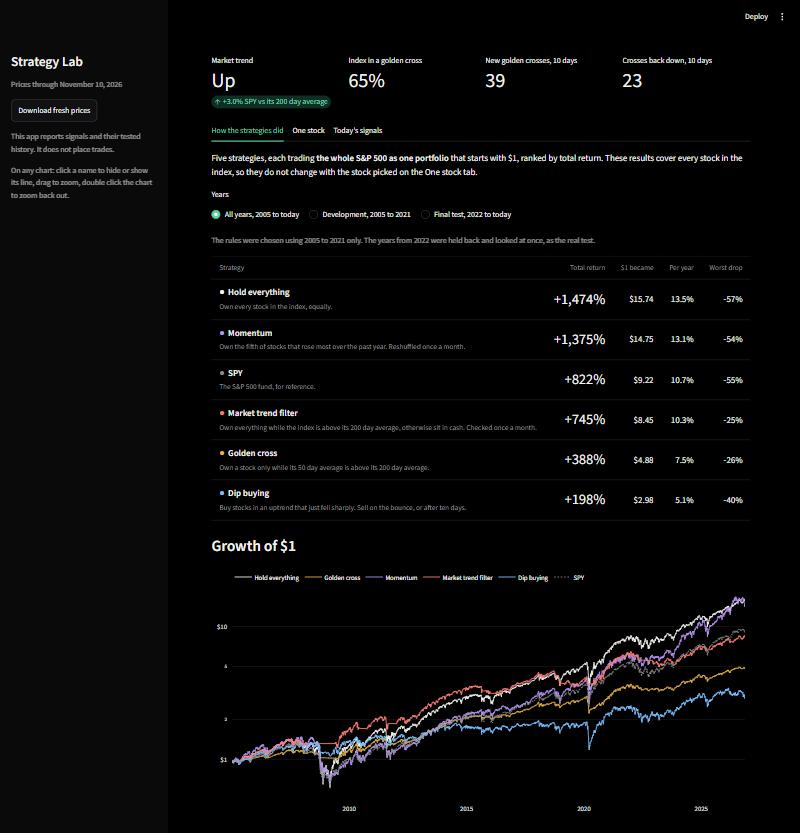 Deploy
Strategy Lab
Prices through November 10, 2026
Download fresh prices
This app reports signals and their tested
history. It does not place trades.
On any chart: click a name to hide or show
its line, drag to zoom, double click the chart
to zoom back out.
Market trend
Up
↑ +3.0% SPY vs its 200 day average
Index in a golden cross
65%
New golden crosses, 10 days
39
Crosses back down, 10 days
23
How the strategies did One stock Today's signals
Five strategies, each trading the whole S&P 500 as one portfolio that starts with $1, ranked by total return. These results cover every stock in the
index, so they do not change with the stock picked on the One stock tab.
Years
All years, 2005 to today Development, 2005 to 2021 Final test, 2022 to today
The rules were chosen using 2005 to 2021 only. The years from 2022 were held back and looked at once, as the real test.
Strategy Total return $1 became Per year Worst drop
Hold everything +1,474% $15.74 13.5% -57%
Own every stock in the index, equally.
Momentum +1,375% $14.75 13.1% -54%
Own the fifth of stocks that rose most over the past year. Reshuffled once a month.
SPY +822% $9.22 10.7% -55%
The S&P 500 fund, for reference.
Market trend filter +745% $8.45 10.3% -25%
Own everything while the index is above its 200 day average, otherwise sit in cash. Checked once a month.
Golden cross +388% $4.88 7.5% -26%
Own a stock only while its 50 day average is above its 200 day average.
Dip buying +198% $2.98 5.1% -40%
Buy stocks in an uptrend that just fell sharply. Sell on the bounce, or after ten days.
Growth of $1
Hold everything Golden cross Momentum Market trend filter Dip buying SPY
$10
$1
2010 2015 2020 2025